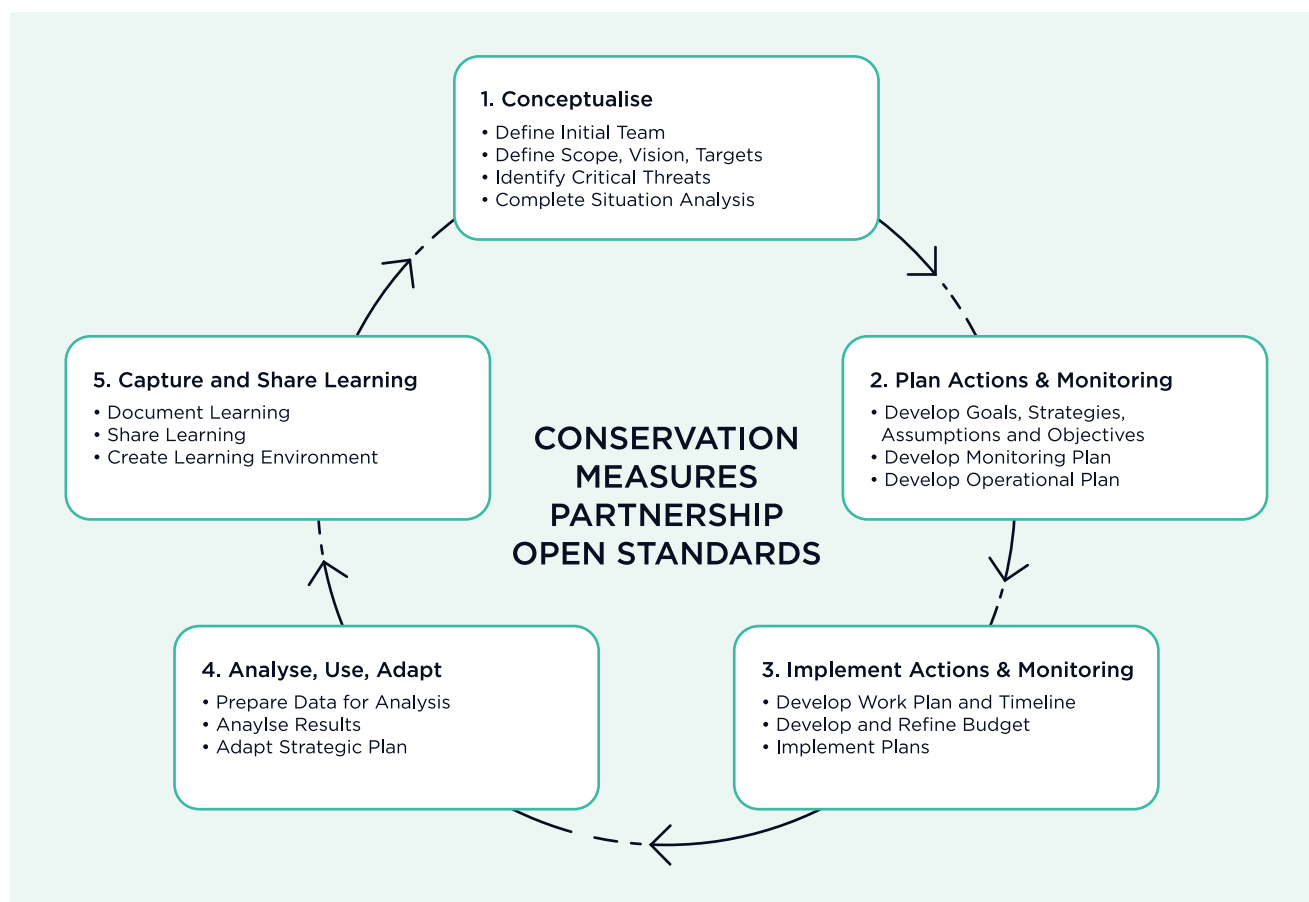 1. Conceptualise
• Define Initial Team
• Define Scope, Vision, Targets
• Identify Critical Threats
• Complete Situation Analysis
2. Plan Actions & Monitoring
• Develop Goals, Strategies,
Assumptions and Objectives
• Develop Monitoring Plan
• Develop Operational Plan
3. Implement Actions & Monitoring
• Develop Work Plan and Timeline
• Develop and Refine Budget
• Implement Plans
4. Analyse, Use, Adapt
• Prepare Data for Analysis
• Anaylse Results
• Adapt Strategic Plan
5. Capture and Share Learning
• Document Learning
• Share Learning
• Create Learning Environment
CONSERVATION
MEASURES
PARTNERSHIP
OPEN STANDARDS